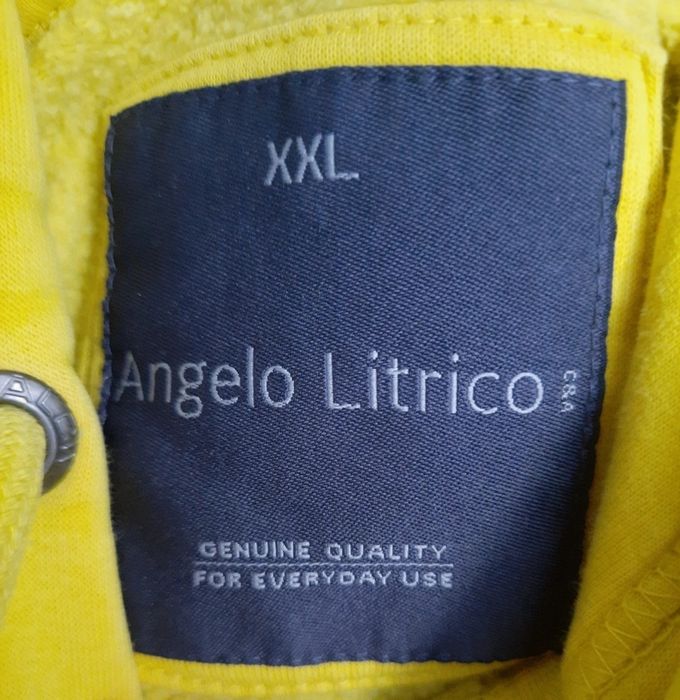 XXL
Angelo Litrico
C&A
GENUINE QUALITY
FOR EVERYDAY USE